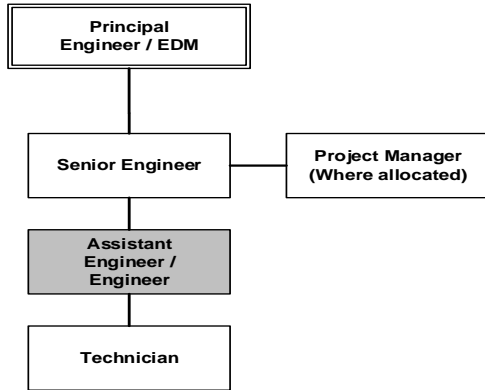 Principal
Engineer / EDM
Senior Engineer
Project Manager
(Where allocated)
Assistant
Engineer /
Engineer
Technician